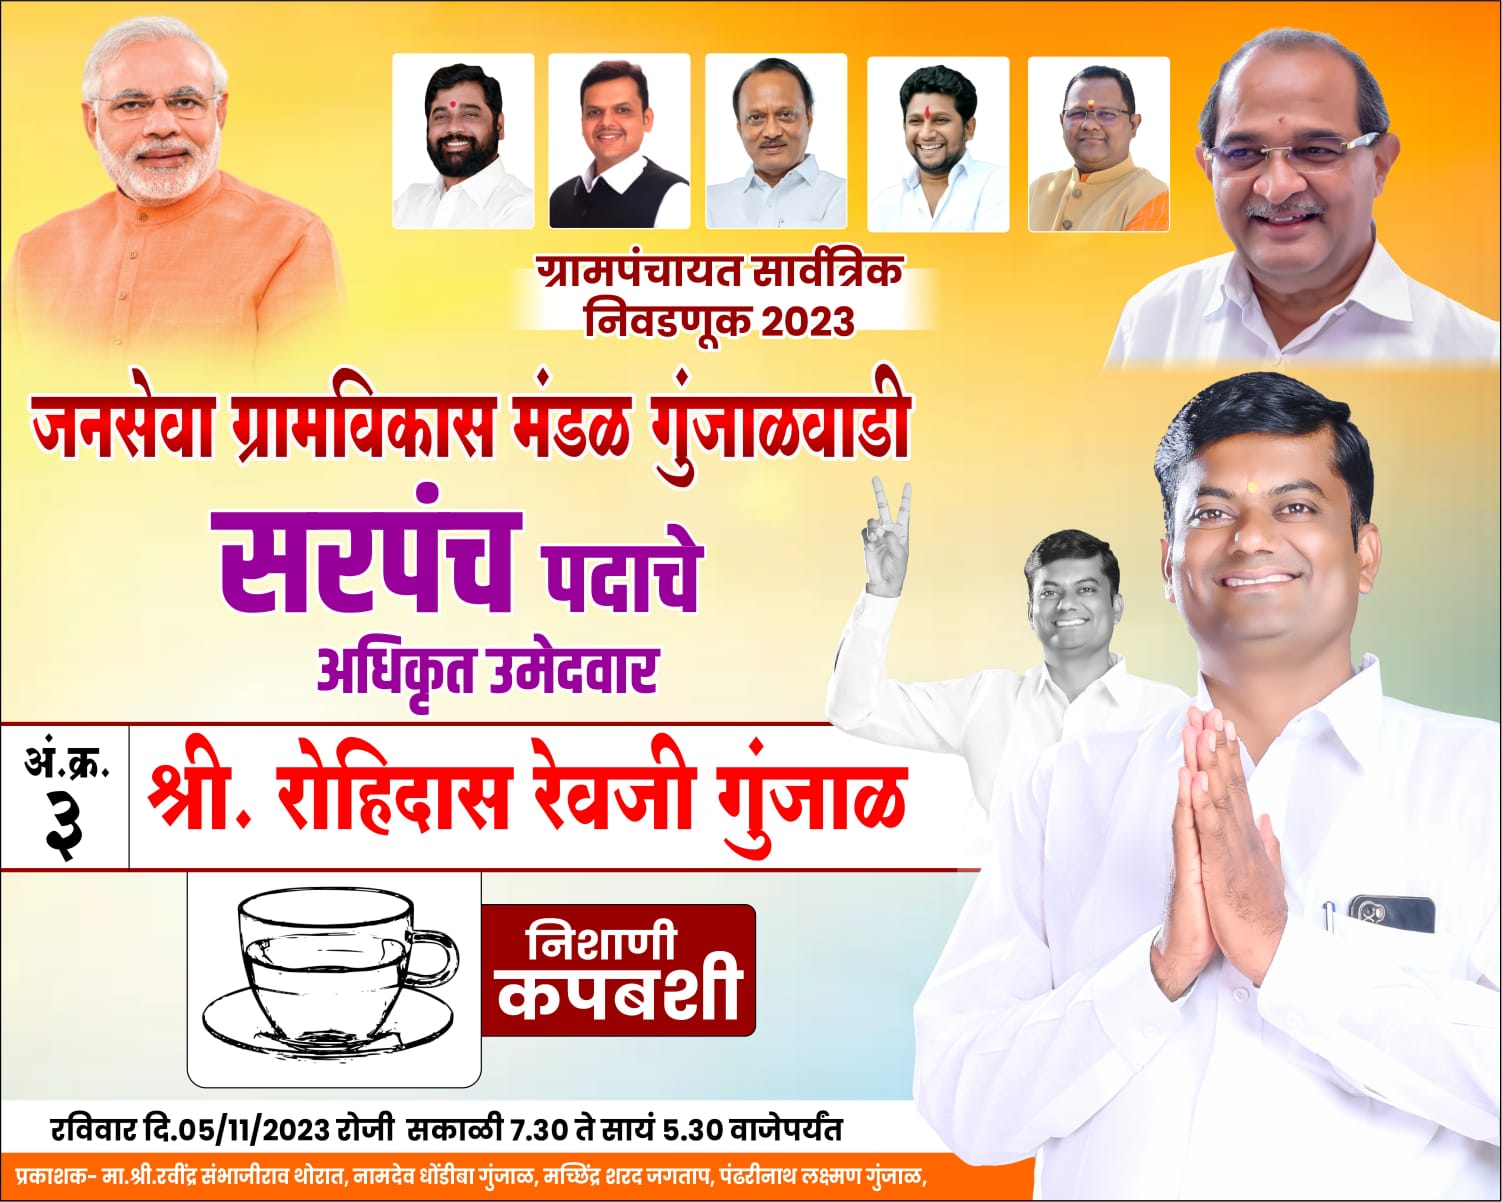 ग्रामपंचायत सार्वत्रिक
निवडणूक 2023
जनसेवा ग्रामविकास मंडळ गुंजाळवाडी
सरपंच पदाचे
अधिकृत उमेदवार
अं.क्र.
३
श्री. रोहिदास रेवजी गुंजाळ
निशाणी
कपबशी
रविवार दि.05/11/2023 रोजी सकाळी 7.30 ते सायं 5.30 वाजेपर्यंत
प्रकाशक- मा.श्री.रवींद्र संभाजीराव थोरात, नामदेव धोंडीबा गुंजाळ, मच्छिंद्र शरद जगताप, पंढरीनाथ लक्ष्मण गुंजाळ,